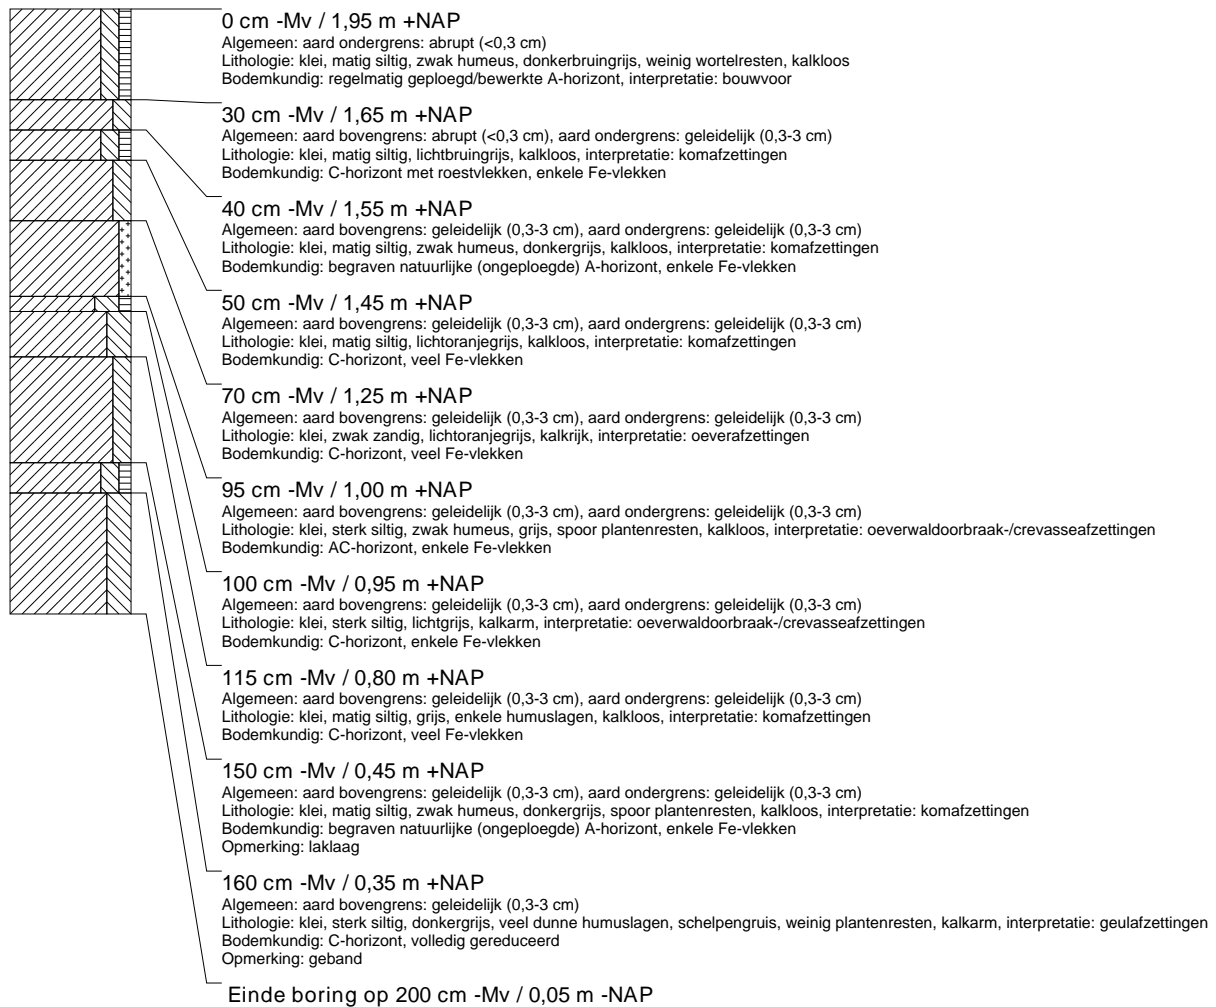 0 cm -Mv / 1,95 m +NAP
Algemeen: aard ondergrens: abrupt (<0,3 cm)
Lithologie: klei, matig siltig, zwak humeus, donkerbruingrijs, weinig wortelresten, kalkloos
Bodemkundig: regelmatig geploegd/bewerkte A-horizont, interpretatie: bouwvoor
30 cm -Mv / 1,65 m +NAP
Algemeen: aard bovengrens: abrupt (<0,3 cm), aard ondergrens: geleidelijk (0,3-3 cm)
Lithologie: klei, matig siltig, lichtbruingrijs, kalkloos, interpretatie: komafzettingen
Bodemkundig: C-horizont met roestvlekken, enkele Fe-vlekken
40 cm -Mv / 1,55 m +NAP
Algemeen: aard bovengrens: geleidelijk (0,3-3 cm), aard ondergrens: geleidelijk (0,3-3 cm)
Lithologie: klei, matig siltig, zwak humeus, donkergrijs, kalkloos, interpretatie: komafzettingen
Bodemkundig: begraven natuurlijke (ongeploegde) A-horizont, enkele Fe-vlekken
50 cm -Mv / 1,45 m +NAP
Algemeen: aard bovengrens: geleidelijk (0,3-3 cm), aard ondergrens: geleidelijk (0,3-3 cm)
Lithologie: klei, matig siltig, lichtoranjegrijs, kalkloos, interpretatie: komafzettingen
Bodemkundig: C-horizont, veel Fe-vlekken
70 cm -Mv / 1,25 m +NAP
Algemeen: aard bovengrens: geleidelijk (0,3-3 cm), aard ondergrens: geleidelijk (0,3-3 cm)
Lithologie: klei, zwak zandig, lichtoranjegrijs, kalkrijk, interpretatie: oeverafzettingen
Bodemkundig: C-horizont, veel Fe-vlekken
95 cm -Mv / 1,00 m +NAP
Algemeen: aard bovengrens: geleidelijk (0,3-3 cm), aard ondergrens: geleidelijk (0,3-3 cm)
Lithologie: klei, sterk siltig, zwak humeus, grijs, spoor plantenresten, kalkloos, interpretatie: oeverwaldoorbraak-/crevasseafzettingen
Bodemkundig: AC-horizont, enkele Fe-vlekken
100 cm -Mv / 0,95 m +NAP
Algemeen: aard bovengrens: geleidelijk (0,3-3 cm), aard ondergrens: geleidelijk (0,3-3 cm)
Lithologie: klei, sterk siltig, lichtgrijs, kalkarm, interpretatie: oeverwaldoorbraak-/crevasseafzettingen
Bodemkundig: C-horizont, enkele Fe-vlekken
115 cm -Mv / 0,80 m +NAP
Algemeen: aard bovengrens: geleidelijk (0,3-3 cm), aard ondergrens: geleidelijk (0,3-3 cm)
Lithologie: klei, matig siltig, grijs, enkele humuslagen, kalkloos, interpretatie: komafzettingen
Bodemkundig: C-horizont, veel Fe-vlekken
150 cm -Mv / 0,45 m +NAP
Algemeen: aard bovengrens: geleidelijk (0,3-3 cm), aard ondergrens: geleidelijk (0,3-3 cm)
Lithologie: klei, matig siltig, zwak humeus, donkergrijs, spoor plantenresten, kalkloos, interpretatie: komafzettingen
Bodemkundig: begraven natuurlijke (ongeploegde) A-horizont, enkele Fe-vlekken
Opmerking: laklaag
160 cm -Mv / 0,35 m +NAP
Algemeen: aard bovengrens: geleidelijk (0,3-3 cm)
Lithologie: klei, sterk siltig, donkergrijs, veel dunne humuslagen, schelpengruis, weinig plantenresten, kalkarm, interpretatie: geulafzettingen
Bodemkundig: C-horizont, volledig gereduceerd
Opmerking: geband
Einde boring op 200 cm -Mv / 0,05 m -NAP